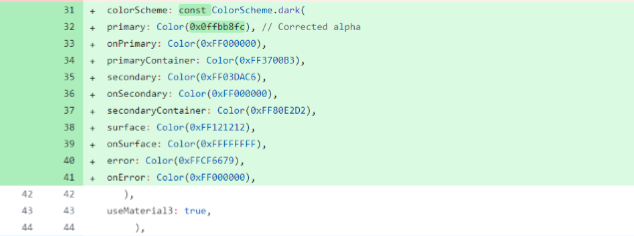 31 + colorScheme: const ColorScheme.dark(
32 + primary: Color(0x0ffbb8fc), // Corrected alpha
33 + onPrimary: Color(0xFF000000),
34 + primaryContainer: Color(0xFF3700B3),
35 + secondary: Color(0xFF03DAC6),
36 + onSecondary: Color(0xFF000000),
37 + secondaryContainer: Color(0xFF80E2D2),
38 + surface: Color(0xFF121212),
39 + onSurface: Color(0xFFFFFFFF),
40 + error: Color(0xFFCF6679),
41 + onError: Color(0xFF000000),
42 42 ),
43 43 useMaterial3: true,
44 44 ),